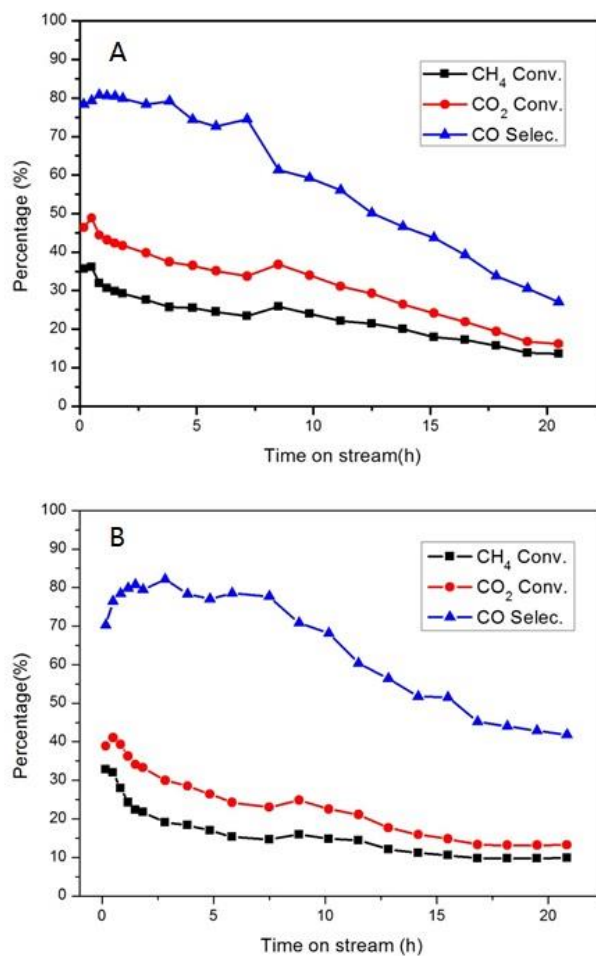 A
CH4 Conv.
CO2 Conv.
CO Selec.
Percentage (%)
100
90
80
70
60
50
40
30
20
10
0
0 5 10 15 20
Time on stream(h)
B
CH4 Conv.
CO2 Conv.
CO Selec.
Percentage(%)
100
90
80
70
60
50
40
30
20
10
0
0 5 10 15 20
Time on stream (h)